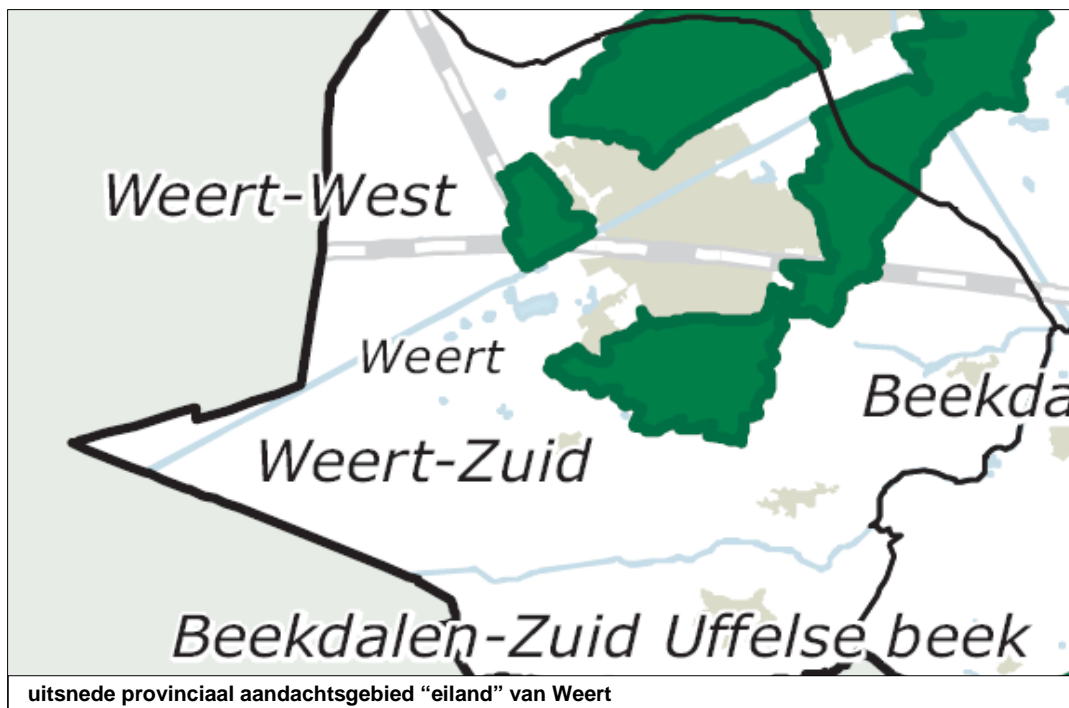 Weert-West
Weert
Beekda
Weert-Zuid
Beekdalen-Zuid Uffelse beek
uitsnede provinciaal aandachtsgebied “eiland” van Weert